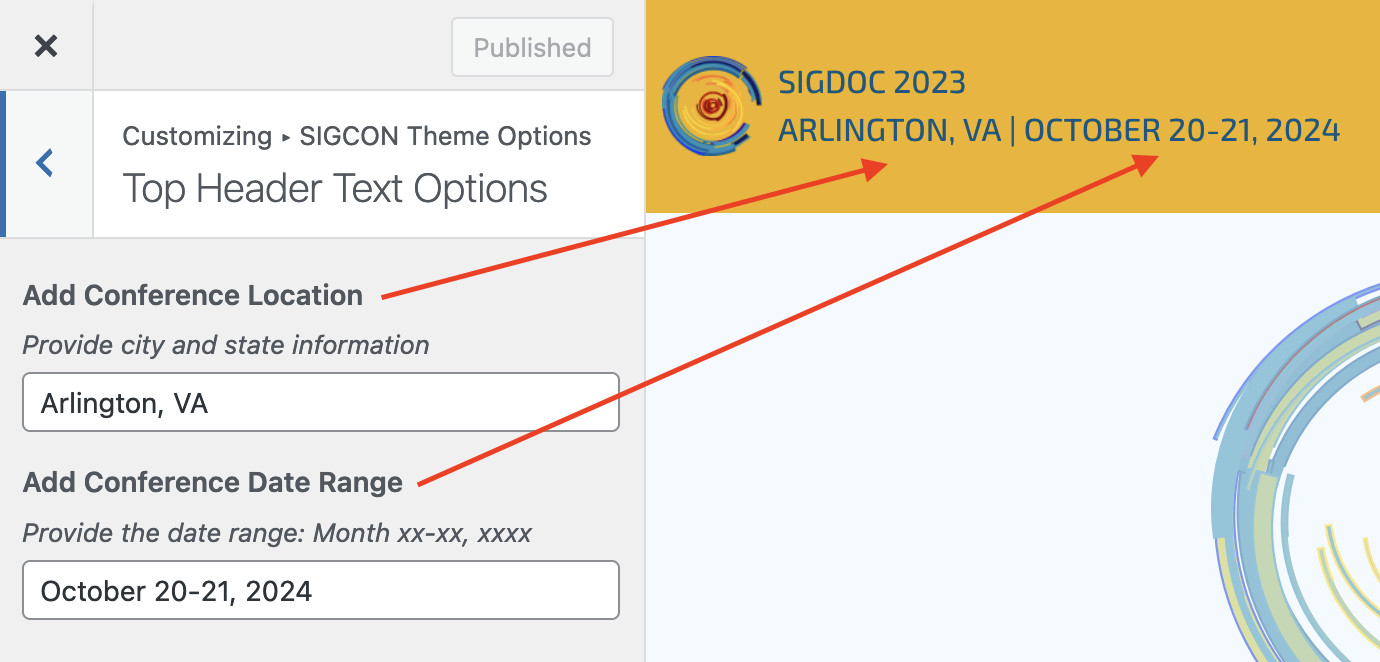 Published
Customizing ▸ SIGCON Theme Options
Top Header Text Options
Add Conference Location
Provide city and state information
Arlington, VA
Add Conference Date Range
Provide the date range: Month xx-xx, xxxx
October 20-21, 2024
SIGDOC 2023
ARLINGTON, VA | OCTOBER 20-21, 2024